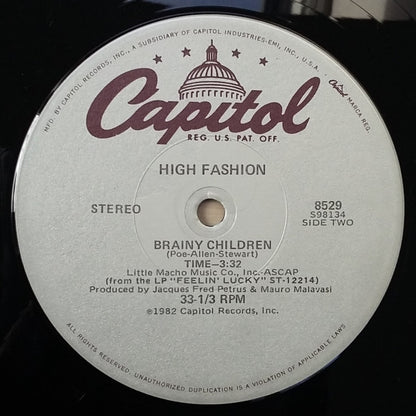 MFD. BY CAPITOL RECORDS, INC., A SUBSIDIARY OF CAPITOL INDUSTRIES-EMI, INC., U.S.A.
Capitol MARCA REG.
Capitol
REG. U.S. PAT. OFF.
HIGH FASHION
STEREO
8529
S98134
SIDE TWO
BRAINY CHILDREN
(Poe-Allen-Stewart)
TIME—3:32
Little Macho Music Co., Inc.-ASCAP
(from the LP "FEELIN' LUCKY" ST-12214)
Produced by Jacques Fred Petrus & Mauro Malavasi
33-1/3 RPM
©1982 Capitol Records, Inc.
ALL RIGHTS RESERVED. UNAUTHORIZED DUPLICATION IS A VIOLATION OF APPLICABLE LAWS